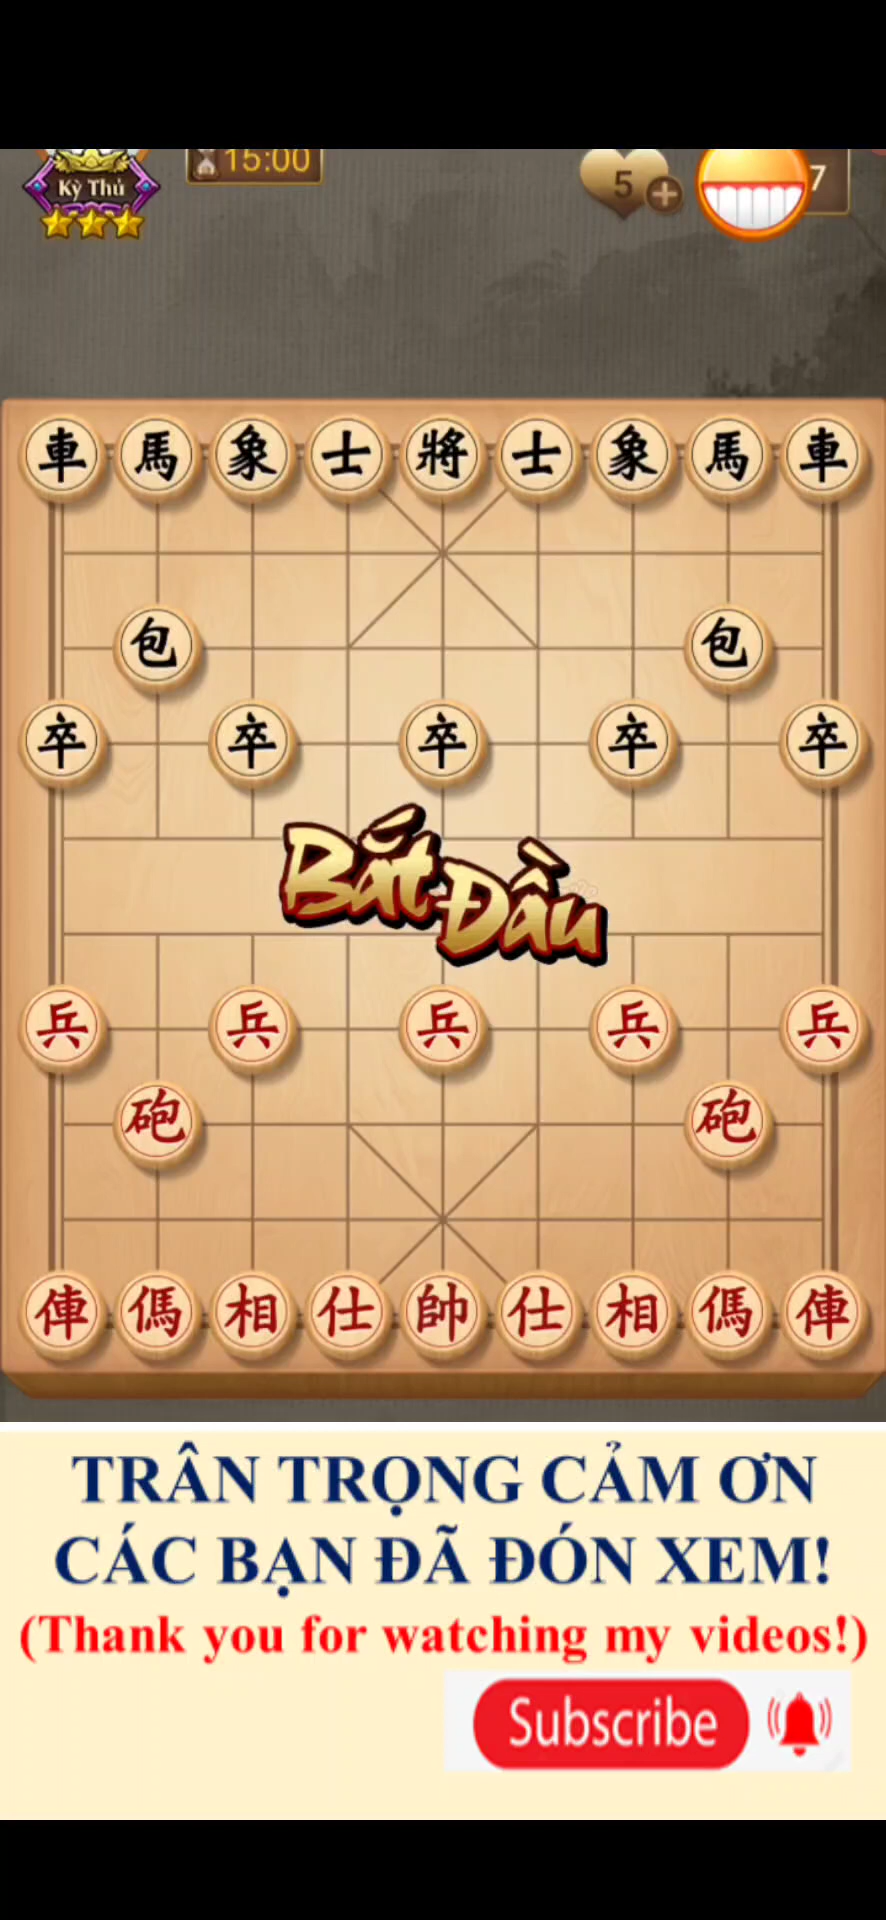 15:00
Kỳ Thủ
5
7
車 馬 象 士 將 士 象 馬 車
包 包
卒 卒 卒 卒 卒
Bắt Đầu
兵 兵 兵 兵 兵
砲 砲
俥 傌 相 仕 帥 仕 相 傌 俥
TRÂN TRỌNG CẢM ƠN
CÁC BẠN ĐÃ ĐÓN XEM!
(Thank you for watching my videos!)
Subscribe